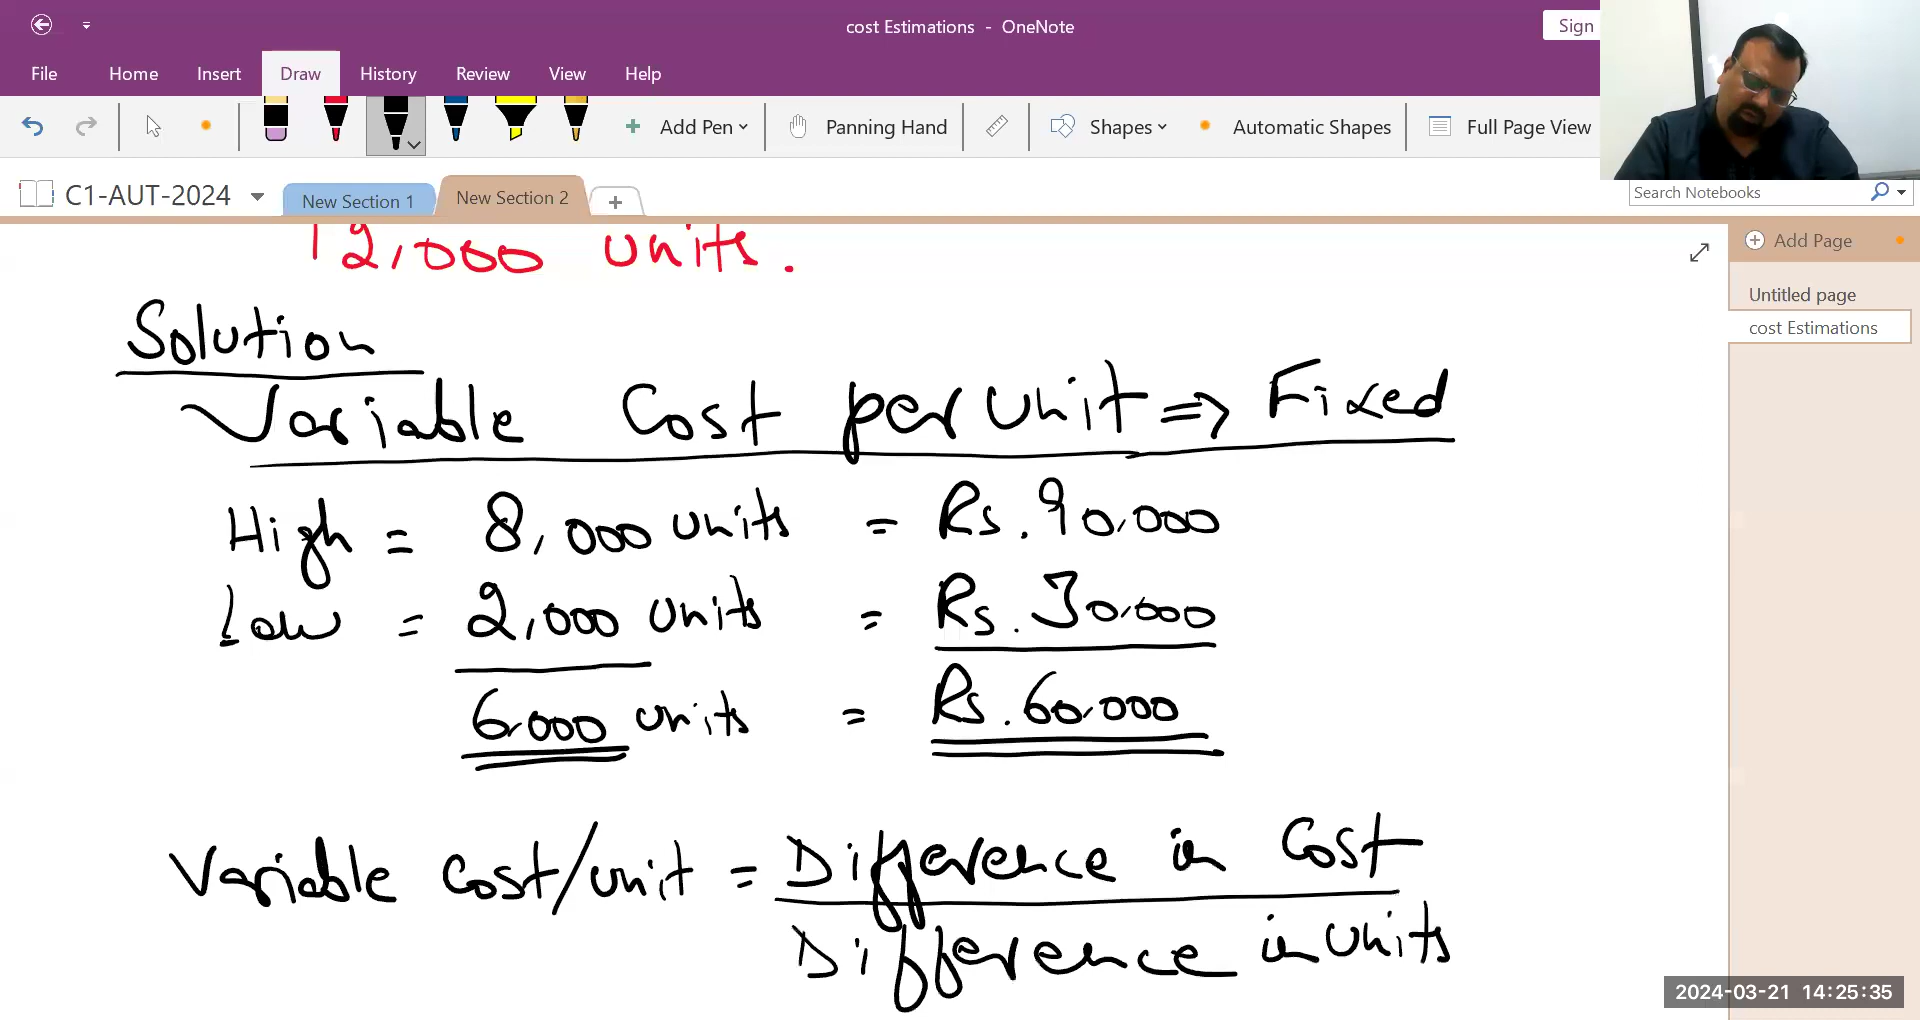 cost Estimations - OneNote
Sign
File Home Insert Draw History Review View Help
Add Pen Panning Hand Shapes Automatic Shapes Full Page View
C1-AUT-2024 New Section 1 New Section 2 +
Search Notebooks
Add Page
Untitled page
cost Estimations
12,000 units.
Solution
Variable Cost per unit => Fixed
High = 8,000 units = Rs. 90,000
Low = 2,000 units = Rs. 30,000
6,000 units = Rs. 60,000
Variable Cost/unit = Difference in Cost
Difference in units
2024-03-21 14:25:35